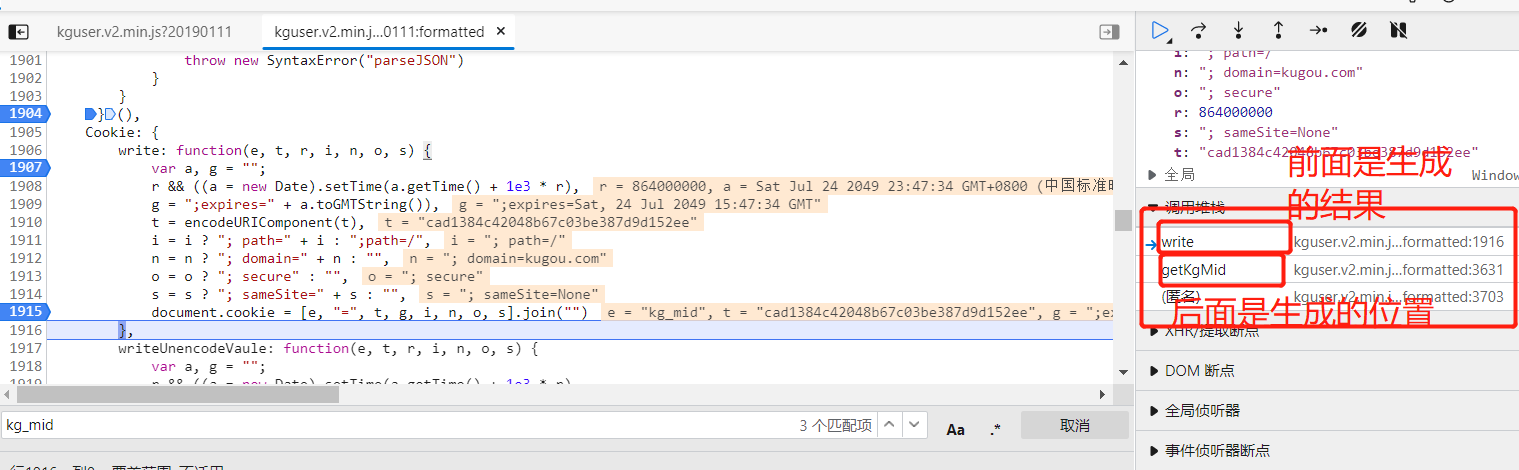 kguser.v2.min.js?20190111
kguser.v2.min.j...0111:formatted ×
1901 throw new SyntaxError("parseJSON")
1902 }
1903 }
1904 }(),
1905 Cookie: {
1906 write: function(e, t, r, i, n, o, s) {
1907 var a, g = "";
1908 r && ((a = new Date).setTime(a.getTime() + 1e3 * r), r = 864000000, a = Sat Jul 24 2049 23:47:34 GMT+0800 (中国标准时
1909 g = ";expires=" + a.toGMTString()), g = ";expires=Sat, 24 Jul 2049 15:47:34 GMT"
1910 t = encodeURIComponent(t), t = "cad1384c42048b67c03be387d9d152ee"
1911 i = i ? "; path=" + i : ";path=/", i = "; path=/"
1912 n = n ? "; domain=" + n : "", n = "; domain=kugou.com"
1913 o = o ? "; secure" : "", o = "; secure"
1914 s = s ? "; sameSite=" + s : "", s = "; sameSite=None"
1915 document.cookie = [e, "=", t, g, i, n, o, s].join("") e = "kg_mid", t = "cad1384c42048b67c03be387d9d152ee", g = ";ex
1916 },
1917 writeUnencodeVaule: function(e, t, r, i, n, o, s) {
1918 var a, g = "";
1919 r && ((a = new Date).setTime(a.getTime() + 1e3 * r)
kg_mid 3 个匹配项 Aa .* 取消
i: "; path=/"
n: "; domain=kugou.com"
o: "; secure"
r: 864000000
s: "; sameSite=None"
t: "cad1384c42048b67c03be387d9d152ee"
前面是生成
的结果
全局 Window
调用堆栈
write kguser.v2.min.j...formatted:1916
getKgMid kguser.v2.min.j...formatted:3631
(匿名) kguser.v2.min.j...formatted:3703
后面是生成的位置
XHR/提取断点
DOM 断点
全局侦听器
事件侦听器断点